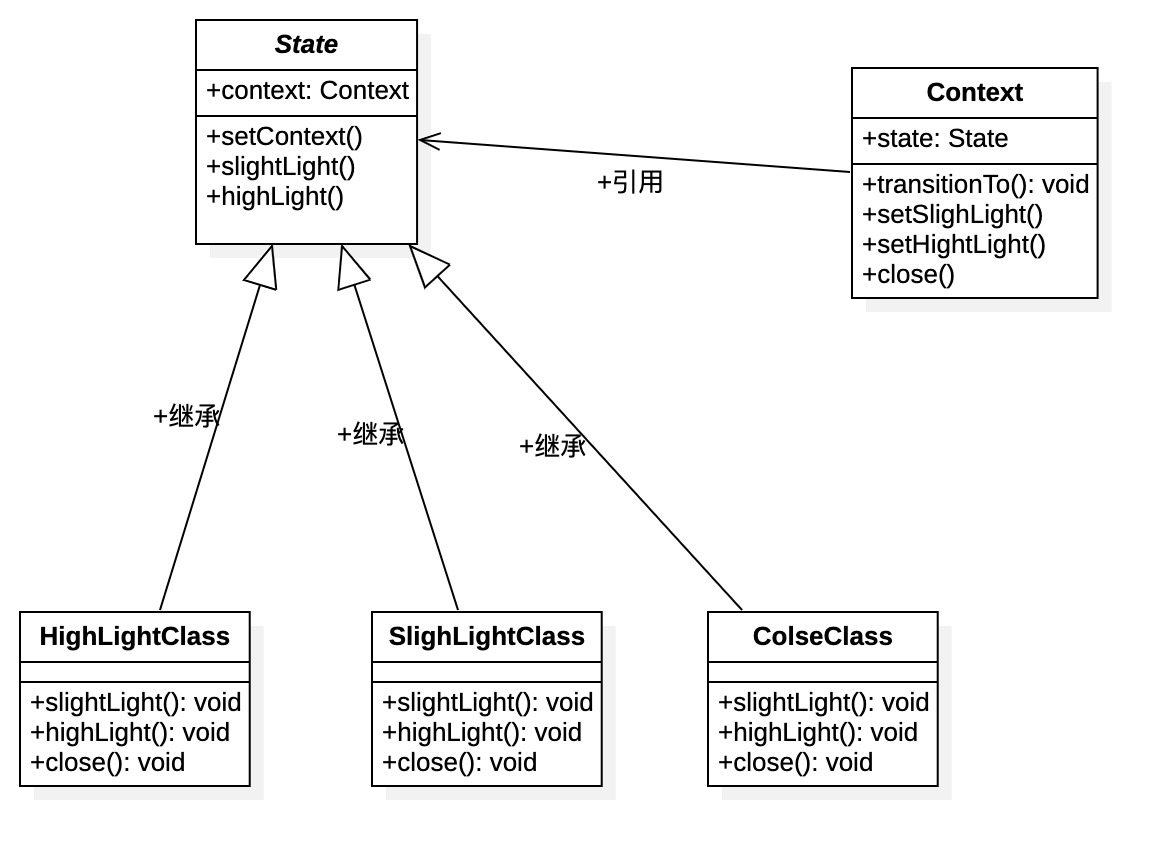 State
+context: Context
+setContext()
+slightLight()
+highLight()
Context
+state: State
+transitionTo(): void
+setSlighLight()
+setHightLight()
+close()
+引用
+继承
+继承
+继承
HighLightClass
+slightLight(): void
+highLight(): void
+close(): void
SlighLightClass
+slightLight(): void
+highLight(): void
+close(): void
ColseClass
+slightLight(): void
+highLight(): void
+close(): void